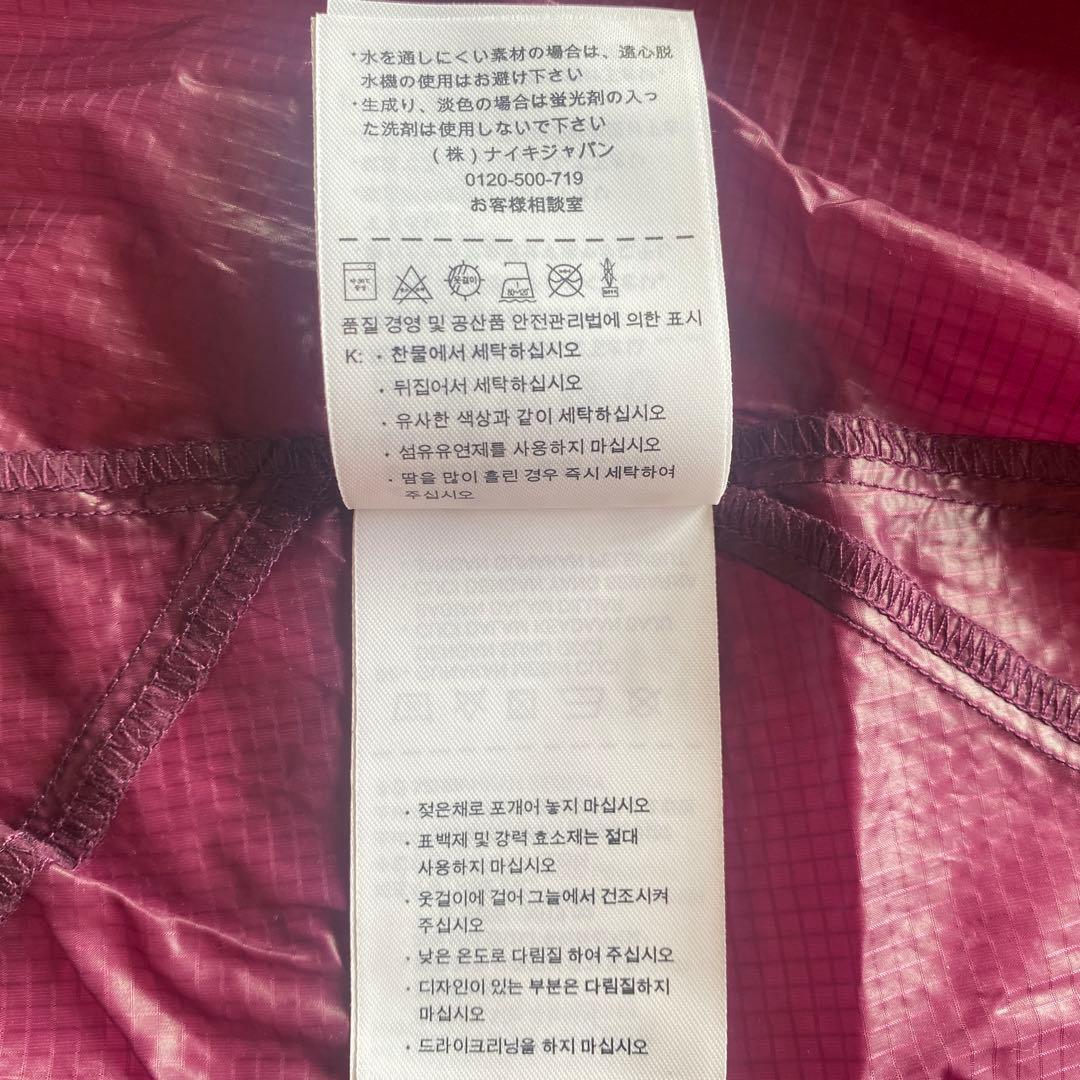 ・水を通しにくい素材の場合は、遠心脱
水機の使用はお避け下さい
・生成り、淡色の場合は蛍光剤の入っ
た洗剤は使用しないで下さい
(株)ナイキジャパン
0120-500-719
お客様相談室
옷걸이
품질 경영 및 공산품 안전관리법에 의한 표시
K: · 찬물에서 세탁하십시오
· 뒤집어서 세탁하십시오
· 유사한 색상과 같이 세탁하십시오
· 섬유유연제를 사용하지 마십시오
· 땀을 많이 흘린 경우 즉시 세탁하여
주십시오
· 젖은채로 포개어 놓지 마십시오
· 표백제 및 강력 효소제는 절대
사용하지 마십시오
· 옷걸이에 걸어 그늘에서 건조시켜
주십시오
· 낮은 온도로 다림질 하여 주십시오
· 디자인이 있는 부분은 다림질하지
마십시오
· 드라이크리닝을 하지 마십시오